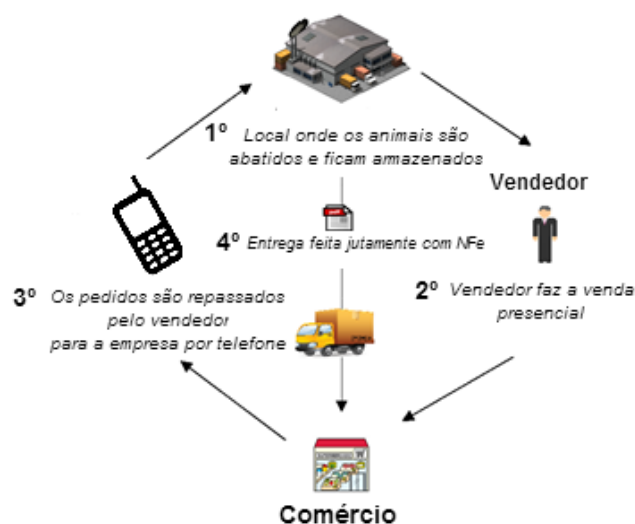 1º Local onde os animais são
abatidos e ficam armazenados
Vendedor
4º Entrega feita jutamente com NFe
3º Os pedidos são repassados
pelo vendedor
para a empresa por telefone
2º Vendedor faz a venda
presencial
Comércio